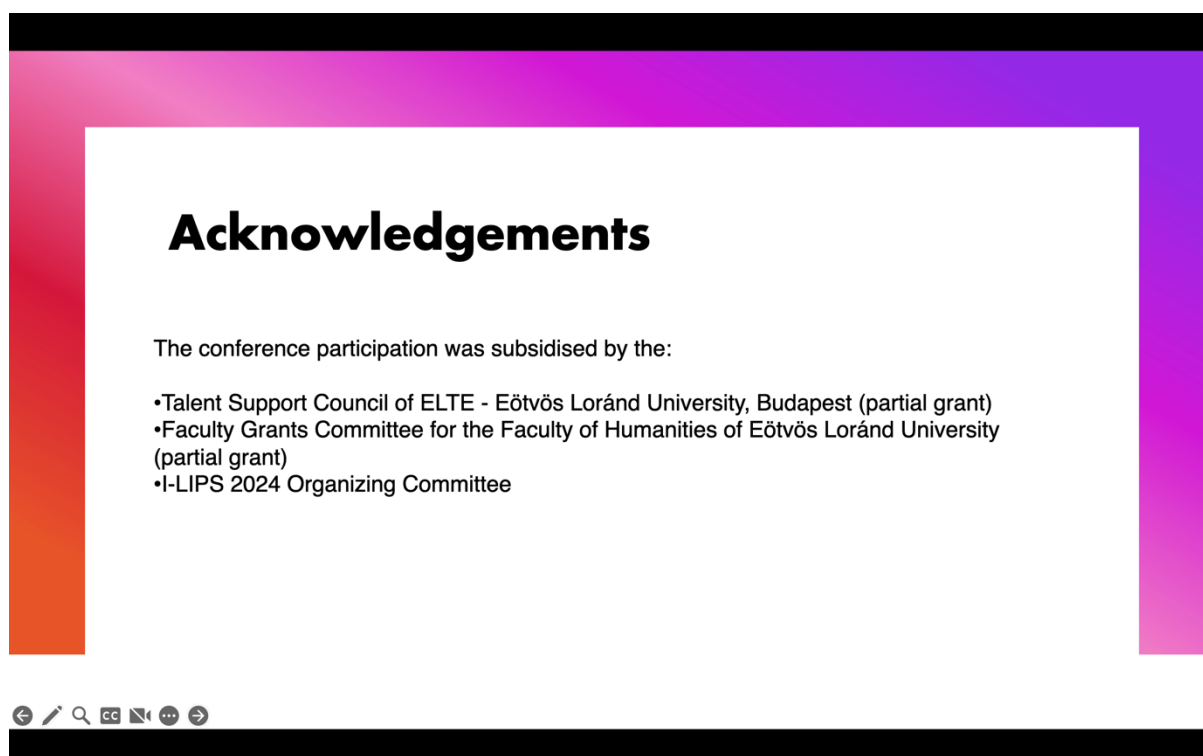 Acknowledgements
The conference participation was subsidised by the:
•Talent Support Council of ELTE - Eötvös Loránd University, Budapest (partial grant)
•Faculty Grants Committee for the Faculty of Humanities of Eötvös Loránd University
(partial grant)
•I-LIPS 2024 Organizing Committee
CC